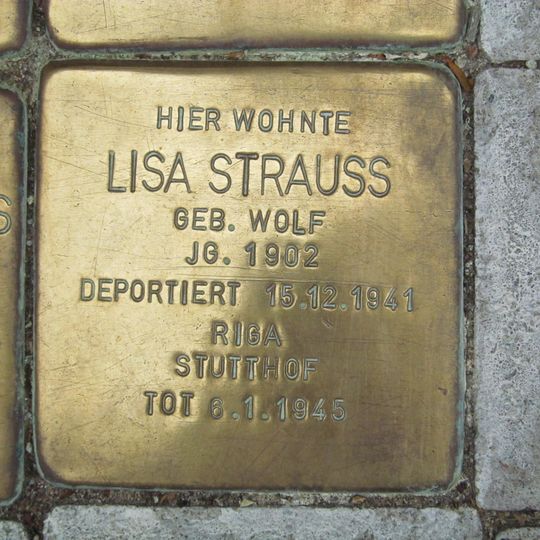 HIER WOHNTE
LISA STRAUSS
GEB. WOLF
JG. 1902
DEPORTIERT 15.12.1941
RIGA
STUTTHOF
TOT 6.1.1945